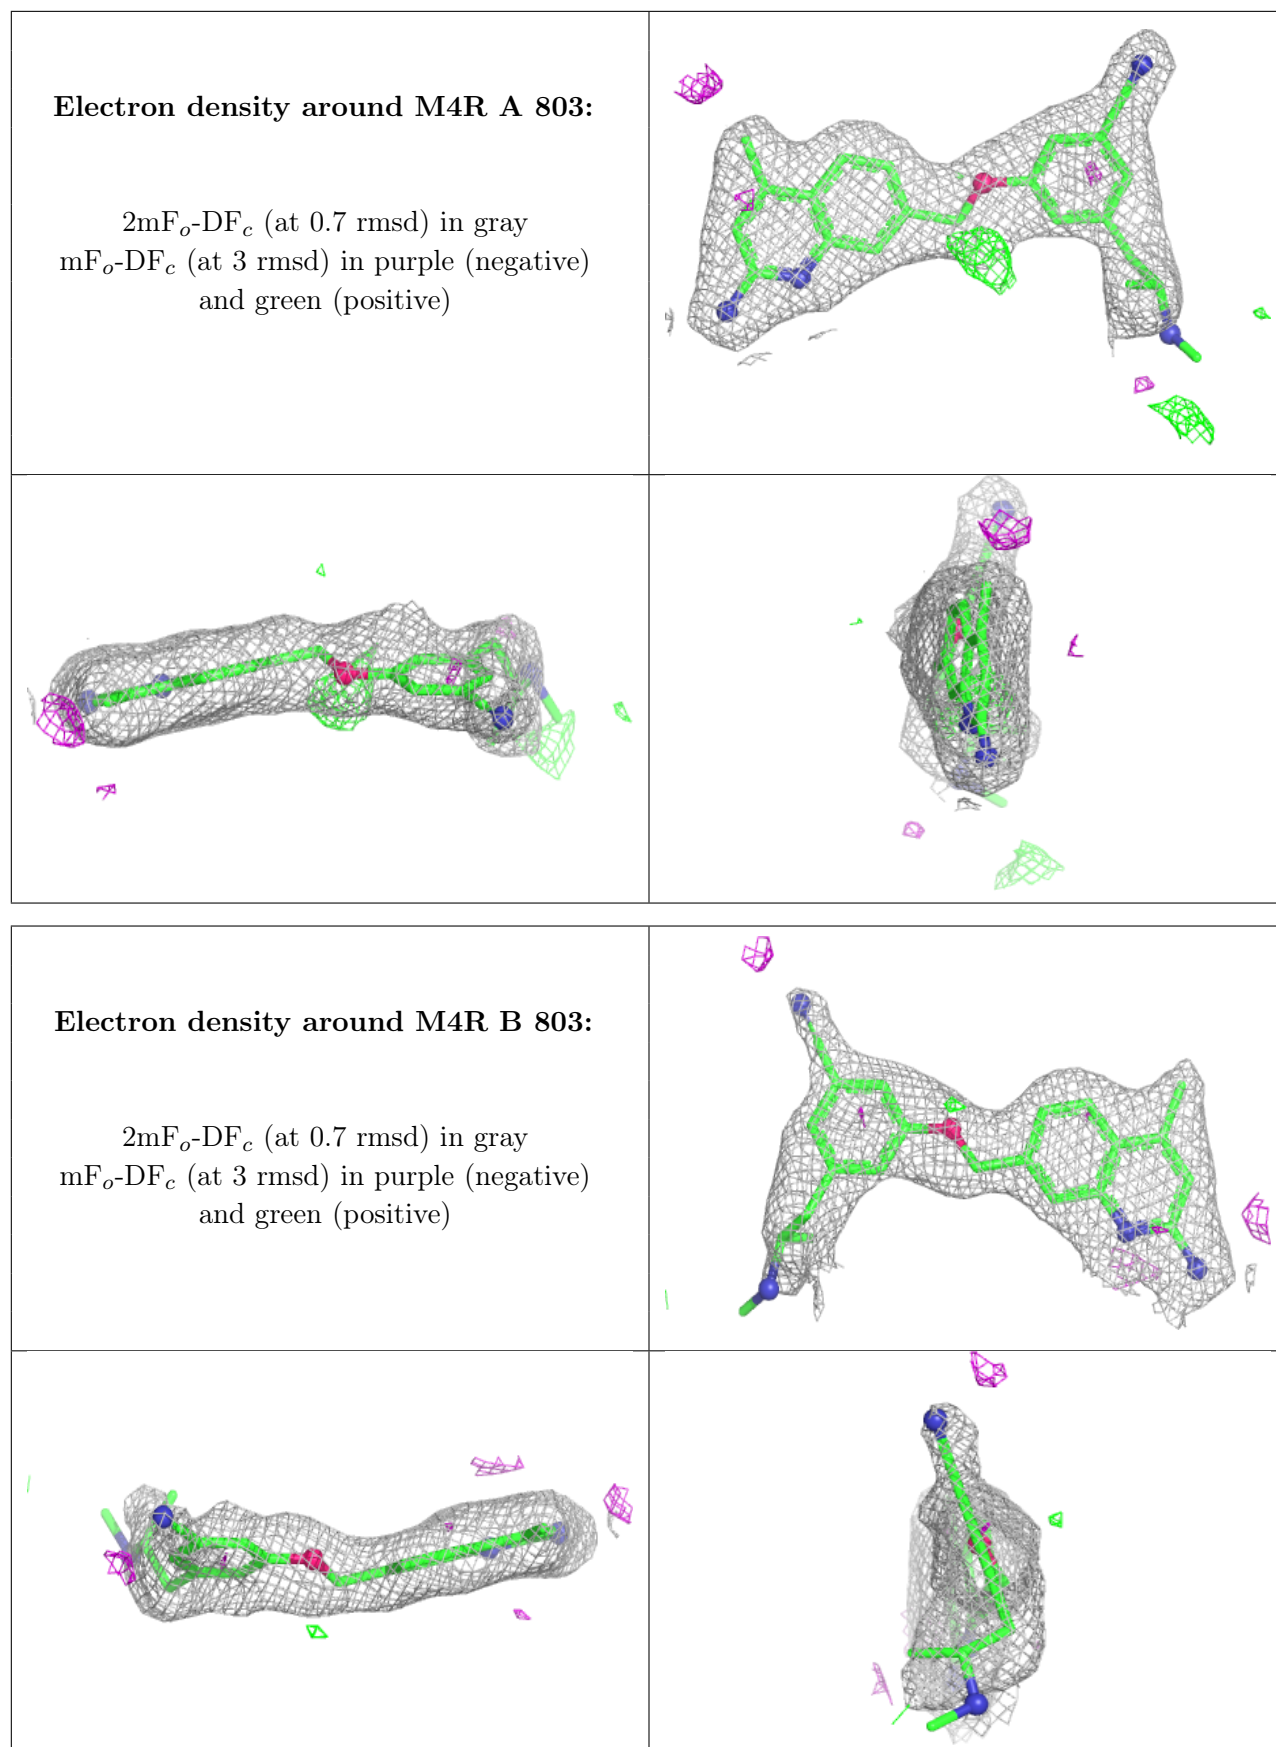 Electron density around M4R A 803:
2mFo-DFc (at 0.7 rmsd) in gray
mFo-DFc (at 3 rmsd) in purple (negative)
and green (positive)
Electron density around M4R B 803:
2mFo-DFc (at 0.7 rmsd) in gray
mFo-DFc (at 3 rmsd) in purple (negative)
and green (positive)